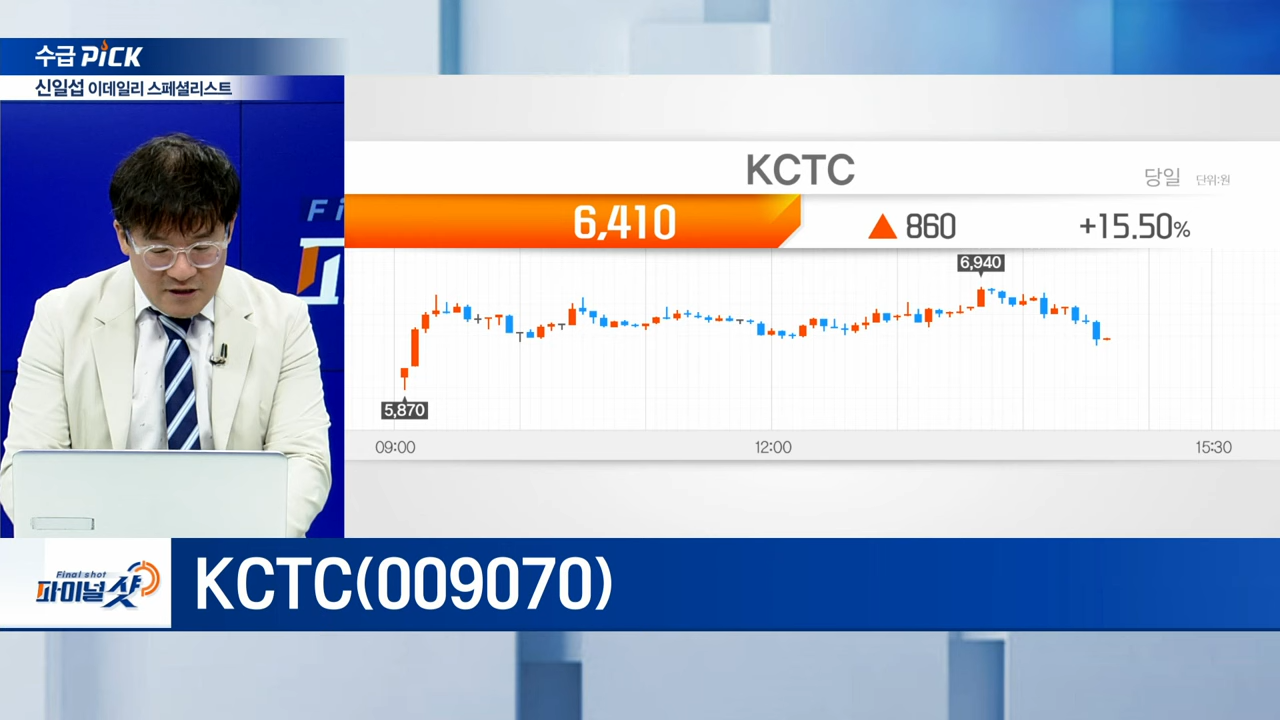 수급 PiCK
신일섭 이데일리 스페셜리스트
Fi
KCTC
당일 단위:원
6,410
860
+15.50%
6,940
5,870
09:00
12:00
15:30
Final shot
파이널샷
KCTC(009070)